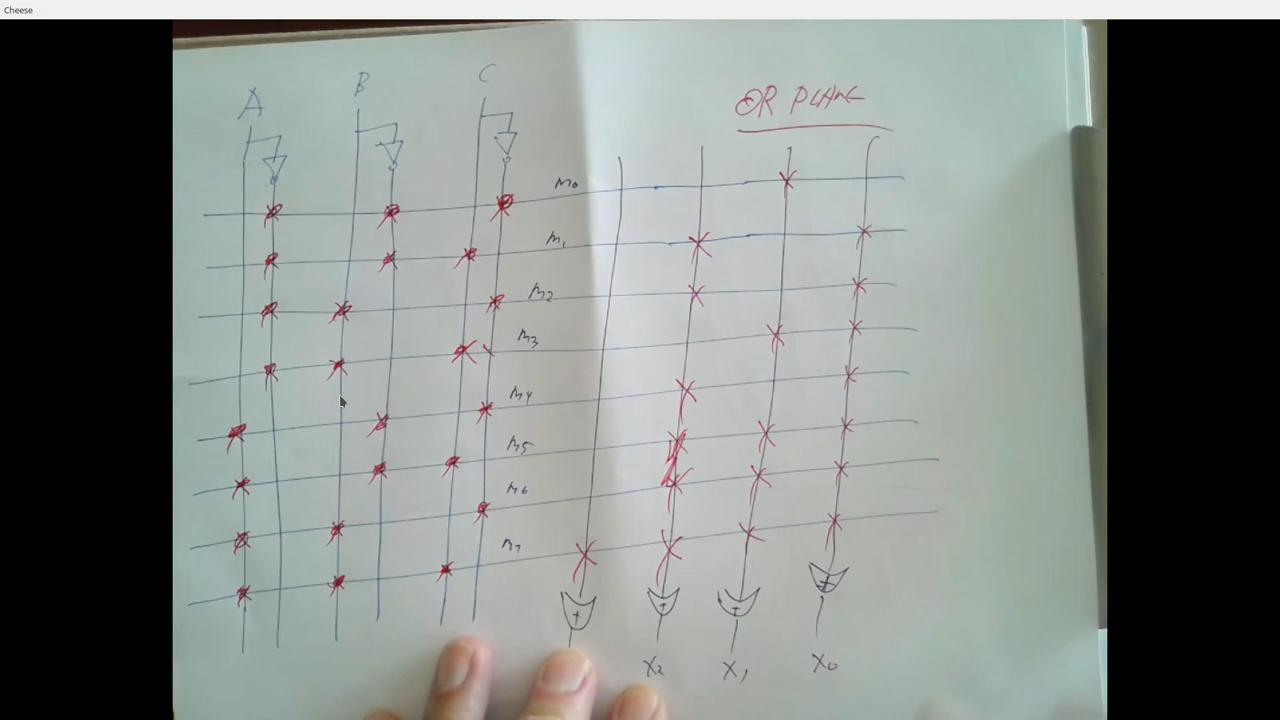 Cheese
A B C
OR PLANE
m0
m1
m2
m3
m4
m5
m6
m7
+ + + +
X2 X1 X0